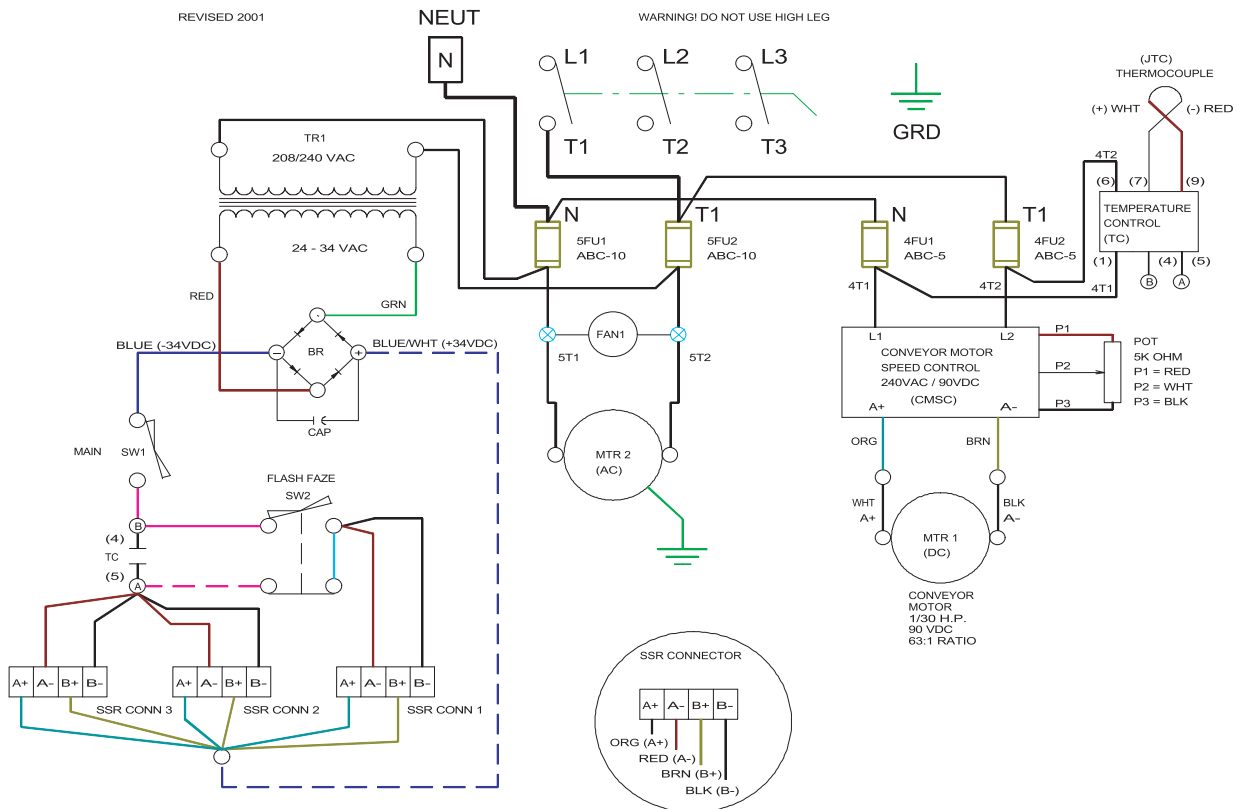 REVISED 2001
NEUT
WARNING! DO NOT USE HIGH LEG
N
L1
L2
L3
(JTC)
THERMOCOUPLE
(+) WHT
(-) RED
GRD
T1
T2
T3
TR1
208/240 VAC
4T2
(6)
(7)
(9)
N
T1
N
T1
TEMPERATURE
CONTROL
(TC)
5FU1
ABC-10
5FU2
ABC-10
4FU1
ABC-5
4FU2
ABC-5
24 - 34 VAC
(1)
(4)
(5)
B
A
RED
GRN
4T1
4T2
4T1
BLUE (-34VDC)
BR
-
−
+
BLUE/WHT (+34VDC)
FAN1
5T1
5T2
L1
L2
CONVEYOR MOTOR
SPEED CONTROL
240VAC / 90VDC
(CMSC)
A+
A-
P1
P2
P3
POT
5K OHM
P1 = RED
P2 = WHT
P3 = BLK
CAP
MAIN
SW1
ORG
BRN
MTR 2
(AC)
FLASH FAZE
SW2
WHT
A+
BLK
A-
B
(4)
TC
(5)
A
MTR 1
(DC)
CONVEYOR
MOTOR
1/30 H.P.
90 VDC
63:1 RATIO
A+ A- B+ B-
A+ A- B+ B-
A+ A- B+ B-
SSR CONN 3
SSR CONN 2
SSR CONN 1
SSR CONNECTOR
A+ A- B+ B-
ORG (A+)
RED (A-)
BRN (B+)
BLK (B-)